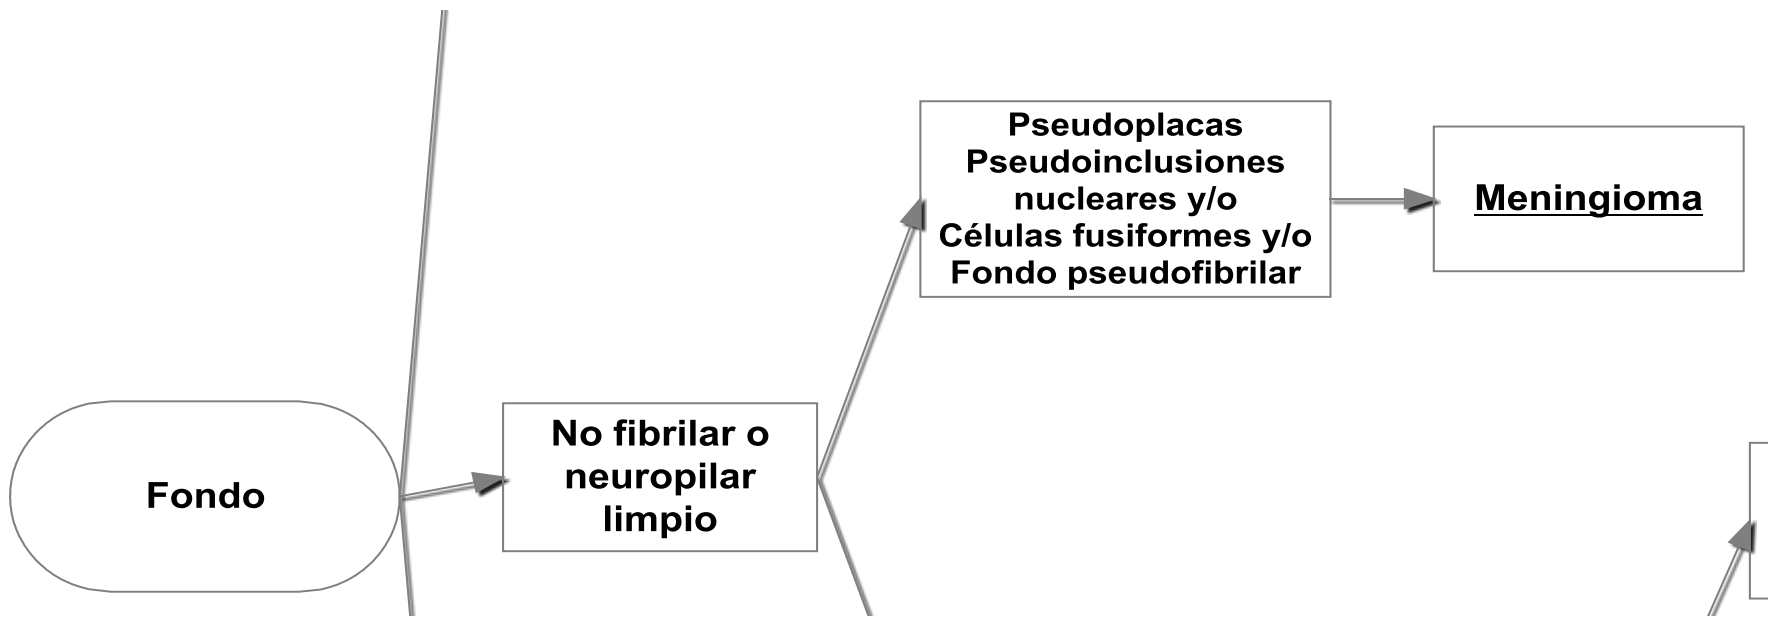 Fondo
No fibrilar o
neuropilar
limpio
Pseudoplacas
Pseudoinclusiones
nucleares y/o
Células fusiformes y/o
Fondo pseudofibrilar
Meningioma